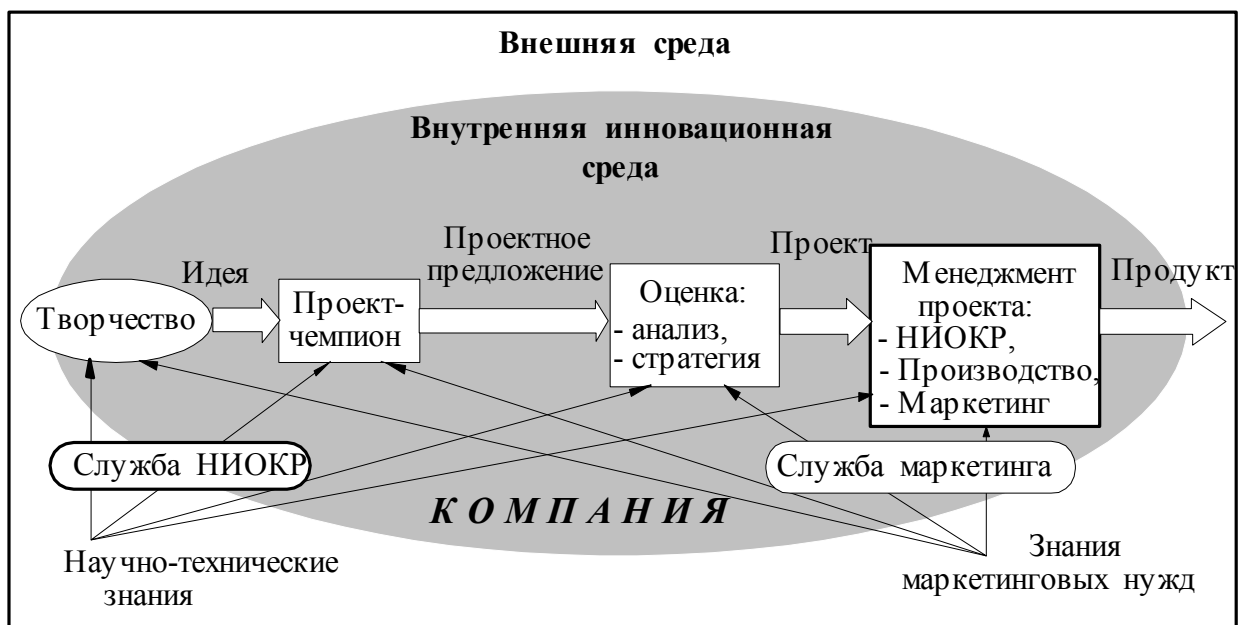 Внешняя среда
Внутренняя инновационная
среда
Идея
Проектное
предложение
Проект
Продукт
Творчество
Проект-
чемпион
Оценка:
- анализ,
- стратегия
Менеджмент
проекта:
- НИОКР,
- Производство,
- Маркетинг
Служба НИОКР
Служба маркетинга
КОМПАНИЯ
Научно-технические
знания
Знания
маркетинговых нужд